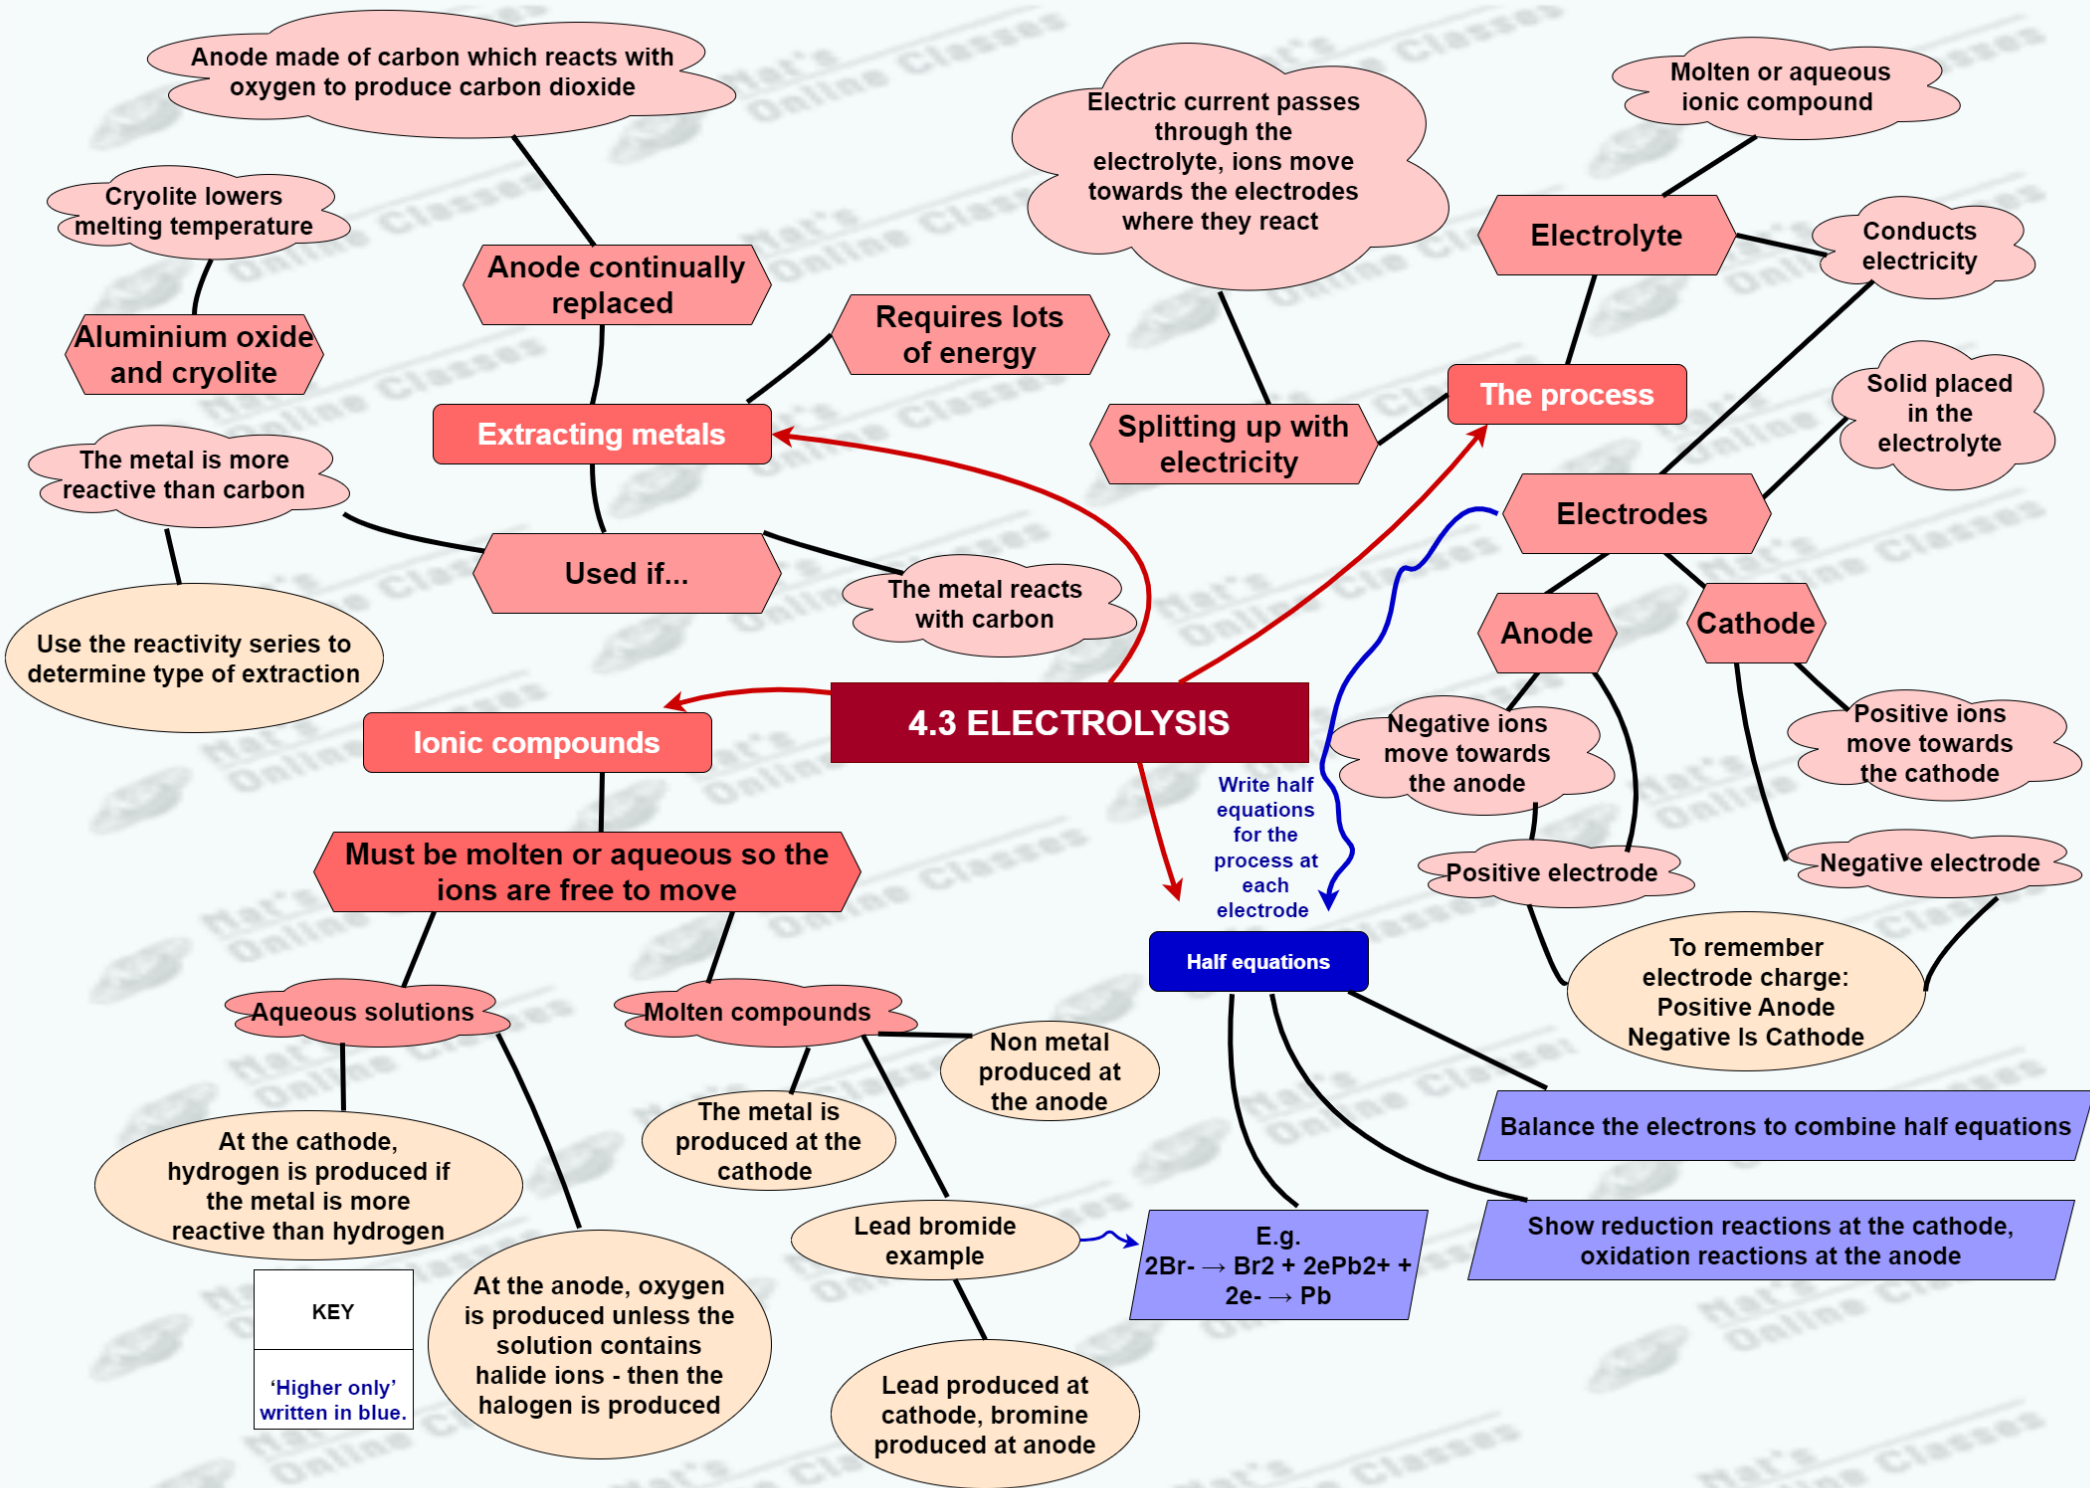 Anode made of carbon which reacts with
oxygen to produce carbon dioxide
Cryolite lowers
melting temperature
Aluminium oxide
and cryolite
Anode continually
replaced
Requires lots
of energy
Extracting metals
The metal is more
reactive than carbon
Used if...
The metal reacts
with carbon
Use the reactivity series to
determine type of extraction
Electric current passes
through the
electrolyte, ions move
towards the electrodes
where they react
Molten or aqueous
ionic compound
Electrolyte
Conducts
electricity
The process
Splitting up with
electricity
Solid placed
in the
electrolyte
Electrodes
Anode
Cathode
Negative ions
move towards
the anode
Positive ions
move towards
the cathode
Positive electrode
Negative electrode
To remember
electrode charge:
Positive Anode
Negative Is Cathode
4.3 ELECTROLYSIS
Ionic compounds
Must be molten or aqueous so the
ions are free to move
Aqueous solutions
Molten compounds
Non metal
produced at
the anode
The metal is
produced at the
cathode
At the cathode,
hydrogen is produced if
the metal is more
reactive than hydrogen
At the anode, oxygen
is produced unless the
solution contains
halide ions - then the
halogen is produced
Lead bromide
example
Lead produced at
cathode, bromine
produced at anode
Write half
equations
for the
process at
each
electrode
Half equations
Balance the electrons to combine half equations
Show reduction reactions at the cathode,
oxidation reactions at the anode
E.g.
2Br- → Br2 + 2ePb2+ +
2e- → Pb
KEY
‘Higher only’
written in blue.
Nat's
Online Classes